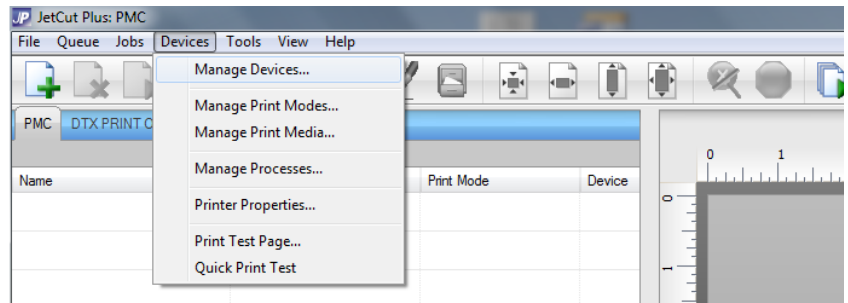 JP JetCut Plus: PMC
File Queue Jobs Devices Tools View Help
Manage Devices...
Manage Print Modes...
Manage Print Media...
Manage Processes...
Printer Properties...
Print Test Page...
Quick Print Test
PMC DTX PRINT
Name Print Mode Device
0 1
0
1